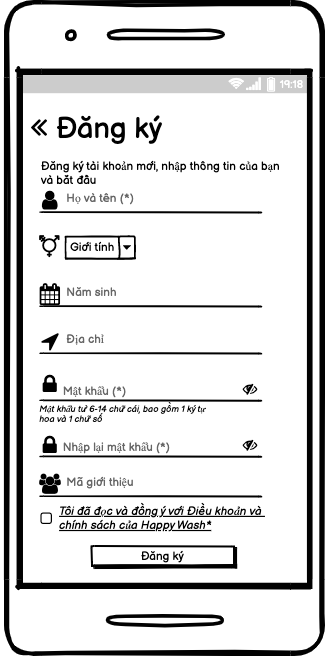 19:18
Đăng ký
Đăng ký tài khoản mới, nhập thông tin của bạn
và bắt đầu
Họ và tên (*)
Giới tính
Năm sinh
Địa chỉ
Mật khẩu (*)
Mật khẩu từ 6-14 chữ cái, bao gồm 1 ký tự
hoa và 1 chữ số
Nhập lại mật khẩu (*)
Mã giới thiệu
Tôi đã đọc và đồng ý với Điều khoản và
chính sách của Happy Wash*
Đăng ký